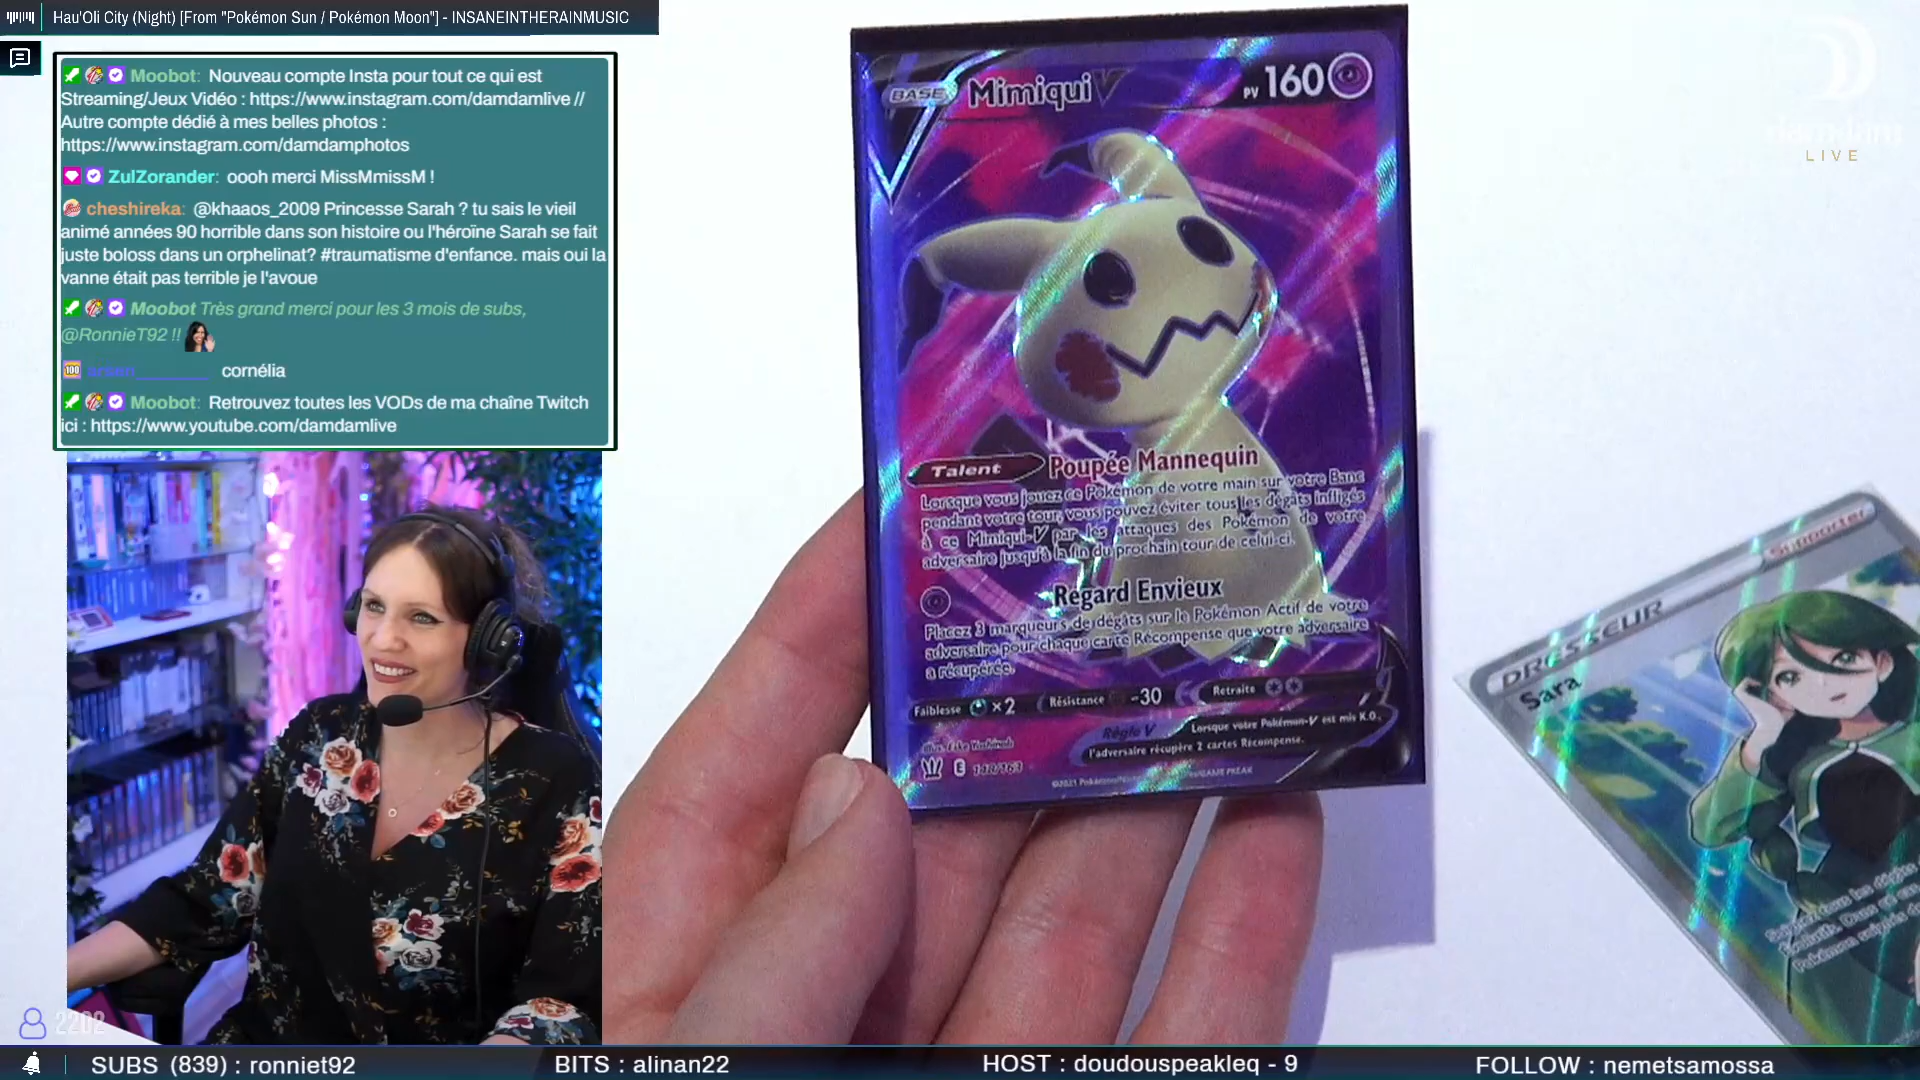 Hau'Oli City (Night) [From "Pokémon Sun / Pokémon Moon"] - INSANEINTHERAINMUSIC
Moobot: Nouveau compte Insta pour tout ce qui est
Streaming/Jeux Vidéo : https://www.instagram.com/damdamlive //
Autre compte dédié à mes belles photos :
https://www.instagram.com/damdamphotos
ZulZorander: oooh merci MissMmissM !
cheshireka: @khaaos_2009 Princesse Sarah ? tu sais le vieil
animé années 90 horrible dans son histoire ou l'héroïne Sarah se fait
juste boloss dans un orphelinat? #traumatisme d'enfance. mais oui la
vanne était pas terrible je l'avoue
Moobot Très grand merci pour les 3 mois de subs,
@RonnieT92 !!
cornélia
Moobot: Retrouvez toutes les VODs de ma chaîne Twitch
ici : https://www.youtube.com/damdamlive
BASE Mimiqui V PV 160
Talent Poupée Mannequin
Lorsque vous jouez ce Pokémon de votre main sur votre Banc
pendant votre tour, vous pouvez éviter tous les dégâts infligés
à ce Mimiqui-V par les attaques des Pokémon de votre
adversaire jusqu'à la fin du prochain tour de celui-ci.
Regard Envieux
Placez 3 marqueurs de dégâts sur le Pokémon Actif de votre
adversaire pour chaque carte Récompense que votre adversaire
a récupérée.
Faiblesse ×2 Résistance -30 Retraite
Règle V Lorsque votre Pokémon-V est mis K.O.,
l'adversaire récupère 2 cartes Récompense.
E
LIVE
DRESSEUR Supporter
Sara
2202
SUBS (839) : ronniet92 BITS : alinan22 HOST : doudouspeakleq - 9 FOLLOW : nemetsamossa